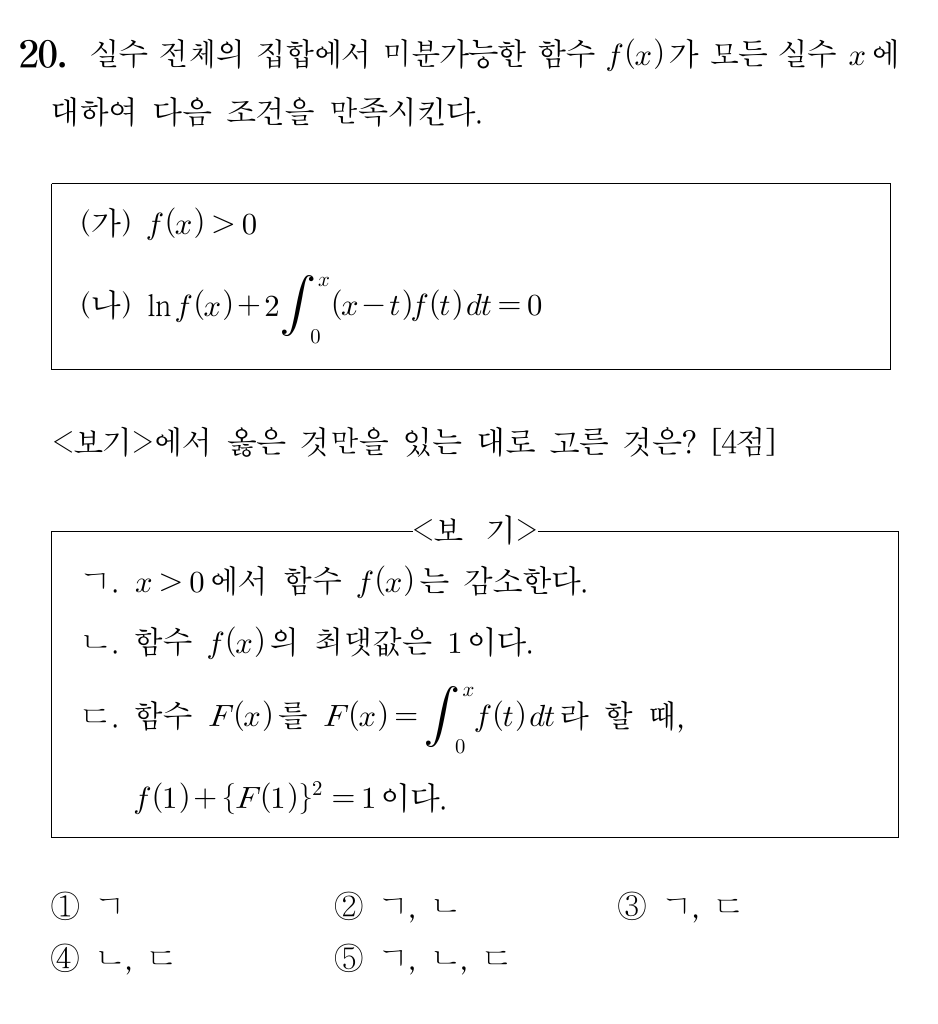 20. 실수 전체의 집합에서 미분가능한 함수 f(x)가 모든 실수 x에
대하여 다음 조건을 만족시킨다.
(가) f(x)>0
(나) ln f(x)+2∫₀ˣ(x−t)f(t)dt=0
<보기>에서 옳은 것만을 있는 대로 고른 것은? [4점]
<보 기>
ㄱ. x>0에서 함수 f(x)는 감소한다.
ㄴ. 함수 f(x)의 최댓값은 1이다.
ㄷ. 함수 F(x)를 F(x)=∫₀ˣf(t)dt라 할 때,
f(1)+{F(1)}²=1이다.
① ㄱ ② ㄱ, ㄴ ③ ㄱ, ㄷ
④ ㄴ, ㄷ ⑤ ㄱ, ㄴ, ㄷ